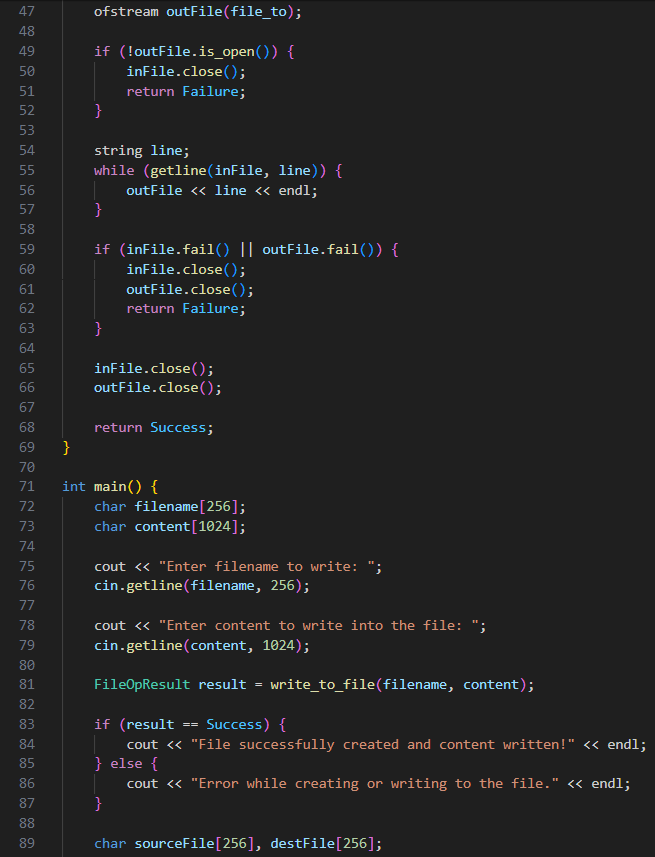 47 ofstream outFile(file_to);
48
49 if (!outFile.is_open()) {
50 inFile.close();
51 return Failure;
52 }
53
54 string line;
55 while (getline(inFile, line)) {
56 outFile << line << endl;
57 }
58
59 if (inFile.fail() || outFile.fail()) {
60 inFile.close();
61 outFile.close();
62 return Failure;
63 }
64
65 inFile.close();
66 outFile.close();
67
68 return Success;
69 }
70
71 int main() {
72 char filename[256];
73 char content[1024];
74
75 cout << "Enter filename to write: ";
76 cin.getline(filename, 256);
77
78 cout << "Enter content to write into the file: ";
79 cin.getline(content, 1024);
80
81 FileOpResult result = write_to_file(filename, content);
82
83 if (result == Success) {
84 cout << "File successfully created and content written!" << endl;
85 } else {
86 cout << "Error while creating or writing to the file." << endl;
87 }
88
89 char sourceFile[256], destFile[256];